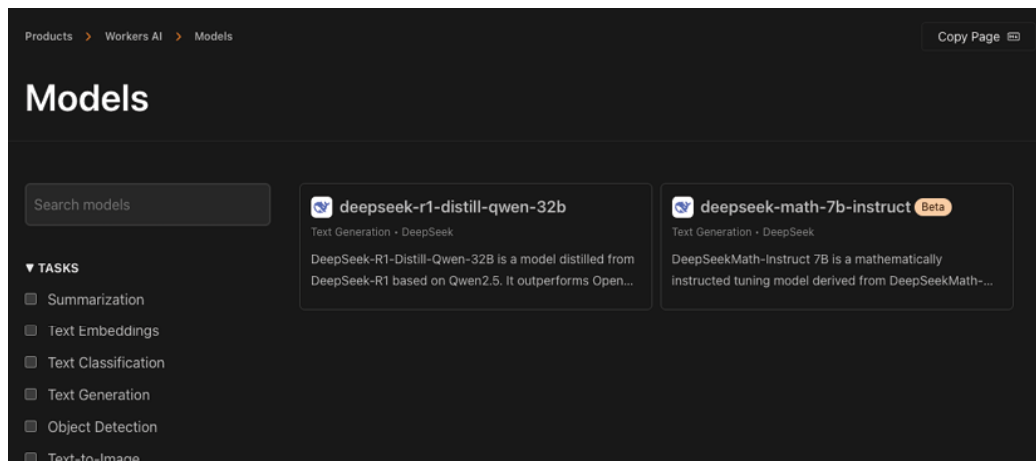 Products > Workers AI > Models
Copy Page
Models
Search models
deepseek-r1-distill-qwen-32b
Text Generation • DeepSeek
DeepSeek-R1-Distill-Qwen-32B is a model distilled from
DeepSeek-R1 based on Qwen2.5. It outperforms Open...
deepseek-math-7b-instruct Beta
Text Generation • DeepSeek
DeepSeekMath-Instruct 7B is a mathematically
instructed tuning model derived from DeepSeekMath-...
▼ TASKS
Summarization
Text Embeddings
Text Classification
Text Generation
Object Detection
Text-to-Image